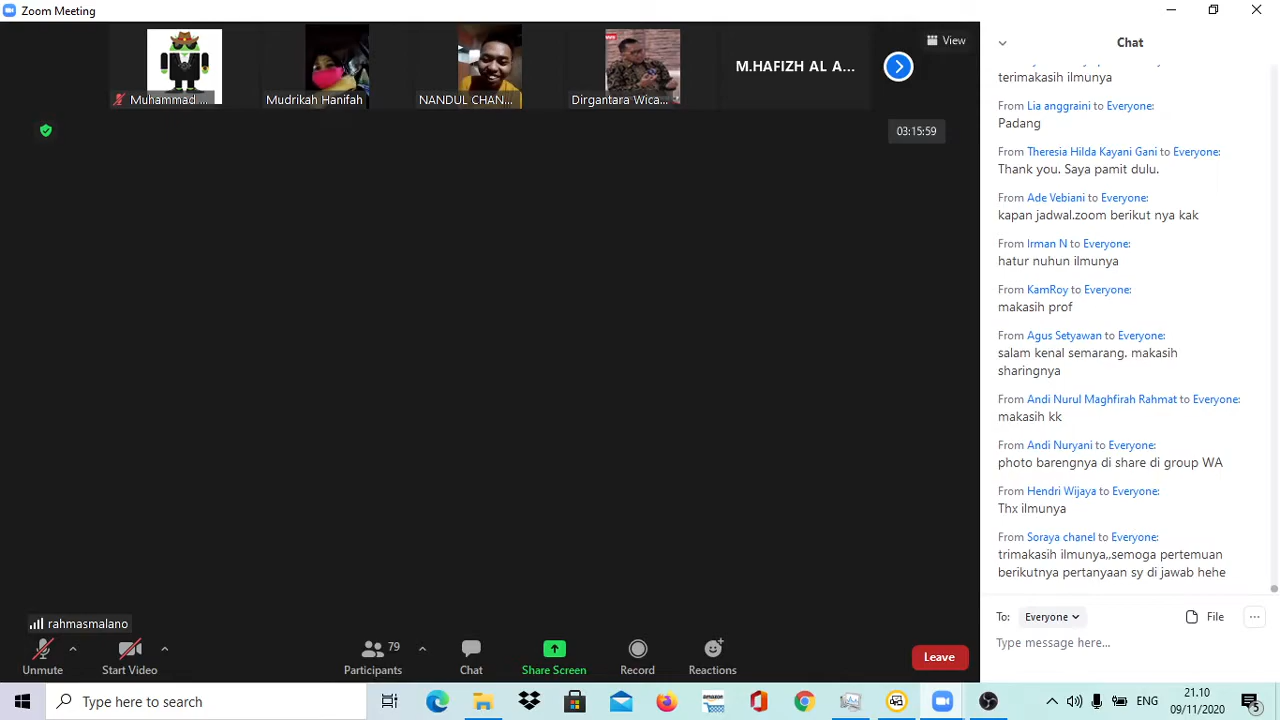 Zoom Meeting
Muhammad ...
Mudrikah Hanifah
NANDUL CHAN...
Dirgantara Wica...
M.HAFIZH AL A...
View
03:15:59
Chat
terimakasih ilmunya
From Lia anggraini to Everyone:
Padang
From Theresia Hilda Kayani Gani to Everyone:
Thank you. Saya pamit dulu.
From Ade Vebiani to Everyone:
kapan jadwal.zoom berikut nya kak
From Irman N to Everyone:
hatur nuhun ilmunya
From KamRoy to Everyone:
makasih prof
From Agus Setyawan to Everyone:
salam kenal semarang. makasih
sharingnya
From Andi Nurul Maghfirah Rahmat to Everyone:
makasih kk
From Andi Nuryani to Everyone:
photo barengnya di share di group WA
From Hendri Wijaya to Everyone:
Thx ilmunya
From Soraya chanel to Everyone:
trimakasih ilmunya,,semoga pertemuan
berikutnya pertanyaan sy di jawab hehe
To: Everyone
File
Type message here...
rahmasmalano
Unmute
Start Video
Participants 79
Chat
Share Screen
Record
Reactions
Leave
Type here to search
amazon
ENG
21.10
09/11/2020
5